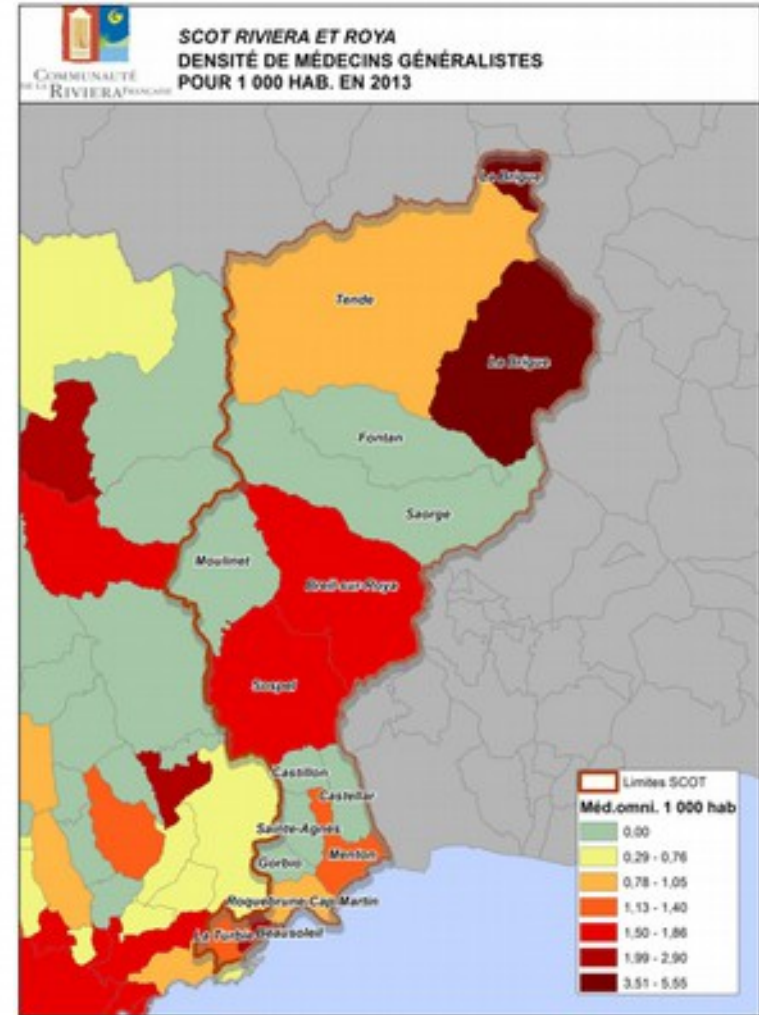 COMMUNAUTÉ
DE LA RIVIERA FRANÇAISE
SCOT RIVIERA ET ROYA
DENSITÉ DE MÉDECINS GÉNÉRALISTES
POUR 1 000 HAB. EN 2013
La Brigue
Tende
La Brigue
Fontan
Saorge
Moulinet
Breil-sur-Roya
Sospel
Castillon
Castellar
Sainte-Agnès
Menton
Gorbio
Roquebrune-Cap-Martin
La Turbie
Beausoleil
Limites SCOT
Méd.omni. 1 000 hab
0,00
0,29 - 0,76
0,78 - 1,05
1,13 - 1,40
1,50 - 1,86
1,99 - 2,90
3,51 - 5,55